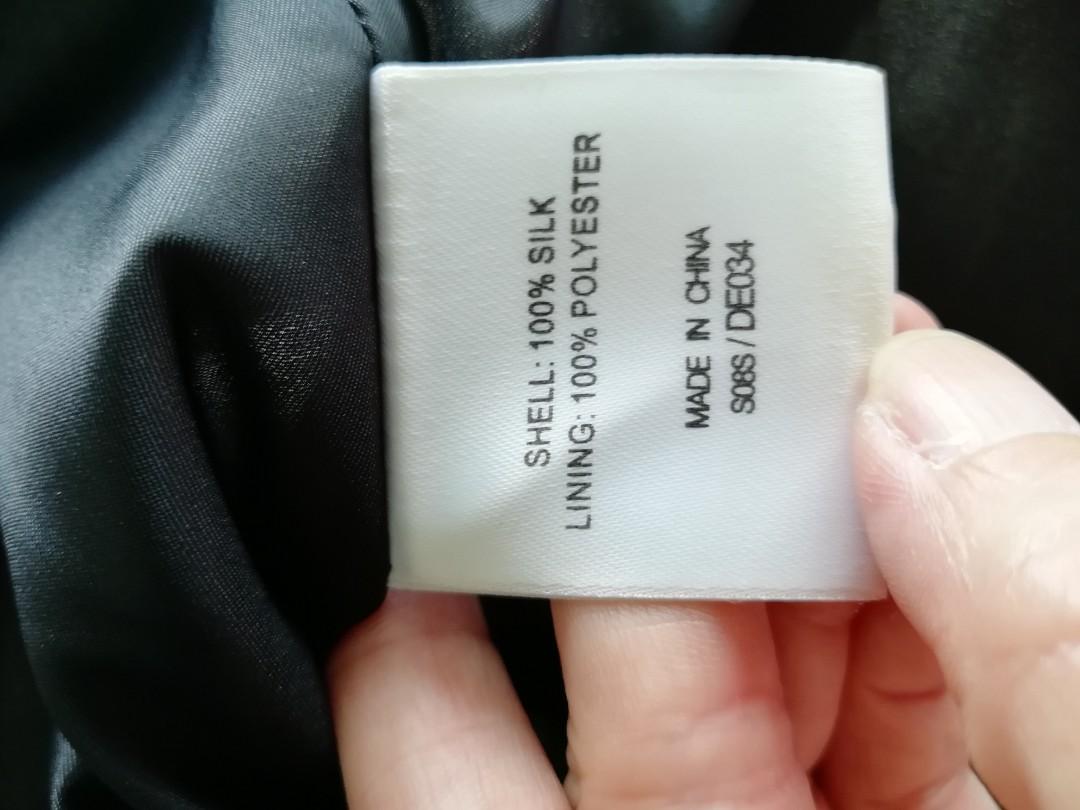 SHELL: 100% SILK
LINING: 100% POLYESTER
MADE IN CHINA
S08S / DE034